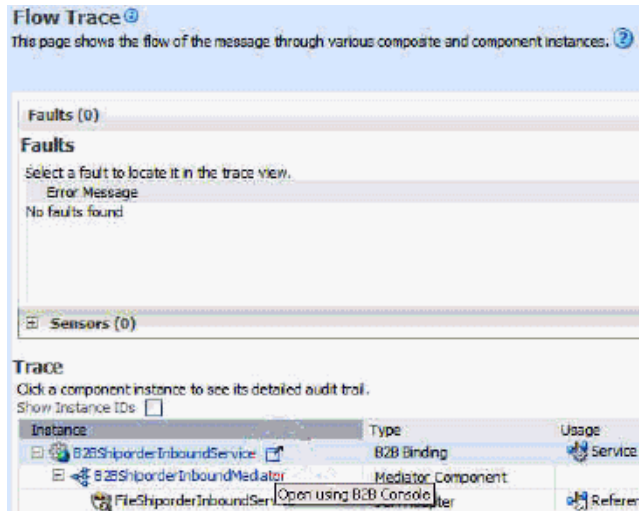 Flow Trace
This page shows the flow of the message through various composite and component instances.
Faults (0)
Faults
Select a fault to locate it in the trace view.
Error Message
No faults found
Sensors (0)
Trace
Click a component instance to see its detailed audit trail.
Show Instance IDs
Instance Type Usage
B2BShiporderInboundService B2B Binding Service
B2BShiporderInboundMediator Mediator Component
FileShiporderInboundServ Open using B2B Console Adapter Referen